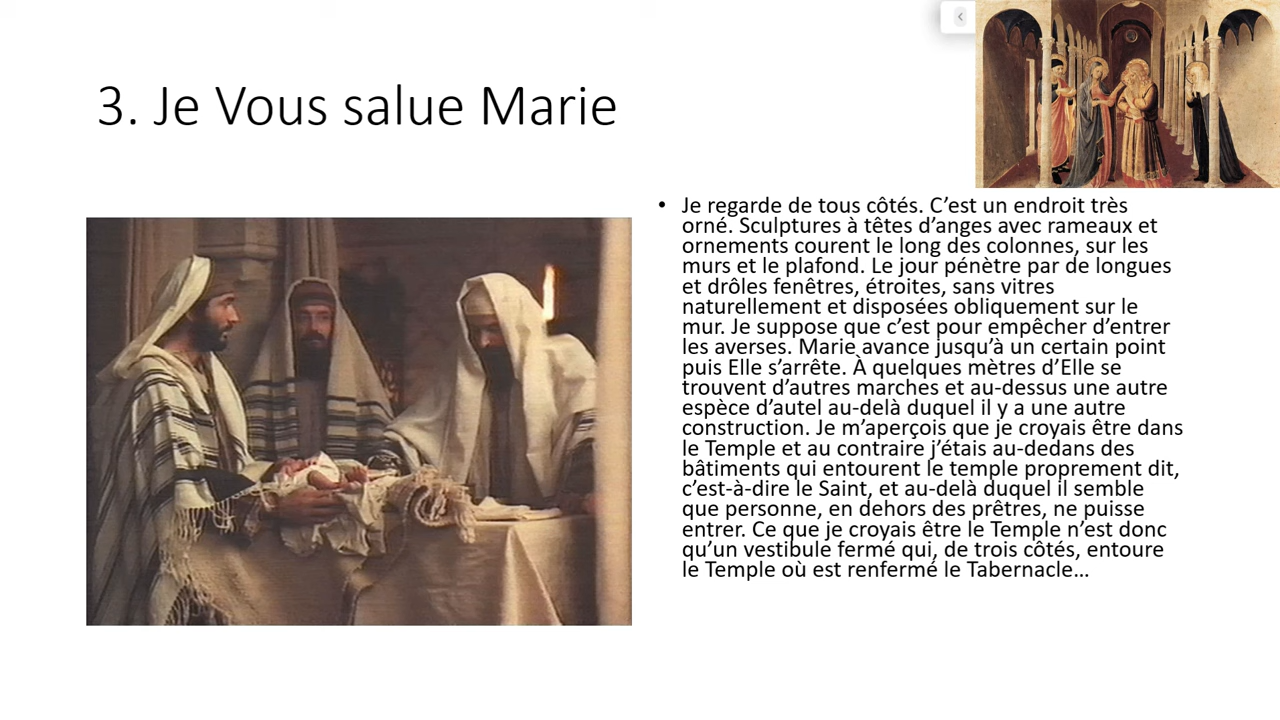 3. Je Vous salue Marie
• Je regarde de tous côtés. C’est un endroit très
orné. Sculptures à têtes d’anges avec rameaux et
ornements courent le long des colonnes, sur les
murs et le plafond. Le jour pénètre par de longues
et drôles fenêtres, étroites, sans vitres
naturellement et disposées obliquement sur le
mur. Je suppose que c’est pour empêcher d’entrer
les averses. Marie avance jusqu’à un certain point
puis Elle s’arrête. À quelques mètres d’Elle se
trouvent d’autres marches et au-dessus une autre
espèce d’autel au-delà duquel il y a une autre
construction. Je m’aperçois que je croyais être dans
le Temple et au contraire j’étais au-dedans des
bâtiments qui entourent le temple proprement dit,
c’est-à-dire le Saint, et au-delà duquel il semble
que personne, en dehors des prêtres, ne puisse
entrer. Ce que je croyais être le Temple n’est donc
qu’un vestibule fermé qui, de trois côtés, entoure
le Temple où est renfermé le Tabernacle…